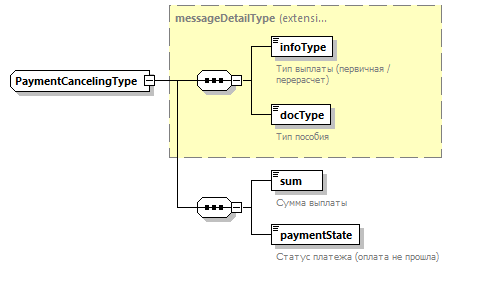 messageDetailType (extensi...
infoType
Тип выплаты (первичная /
перерасчет)
PaymentCancelingType
docType
Тип пособия
sum
Сумма выплаты
paymentState
Статус платежа (оплата не прошла)